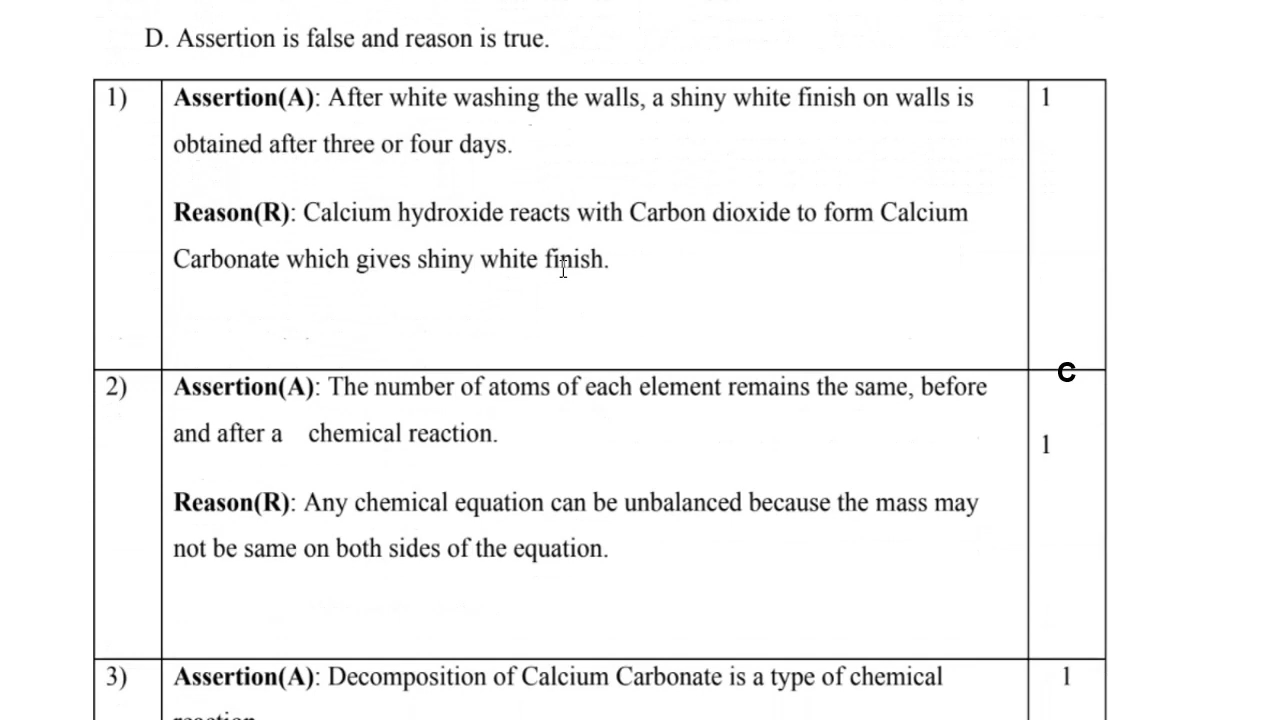 D. Assertion is false and reason is true.
1) Assertion(A): After white washing the walls, a shiny white finish on walls is 1
obtained after three or four days.
Reason(R): Calcium hydroxide reacts with Carbon dioxide to form Calcium
Carbonate which gives shiny white finish.
C
2) Assertion(A): The number of atoms of each element remains the same, before
and after a chemical reaction.
1
Reason(R): Any chemical equation can be unbalanced because the mass may
not be same on both sides of the equation.
3) Assertion(A): Decomposition of Calcium Carbonate is a type of chemical 1